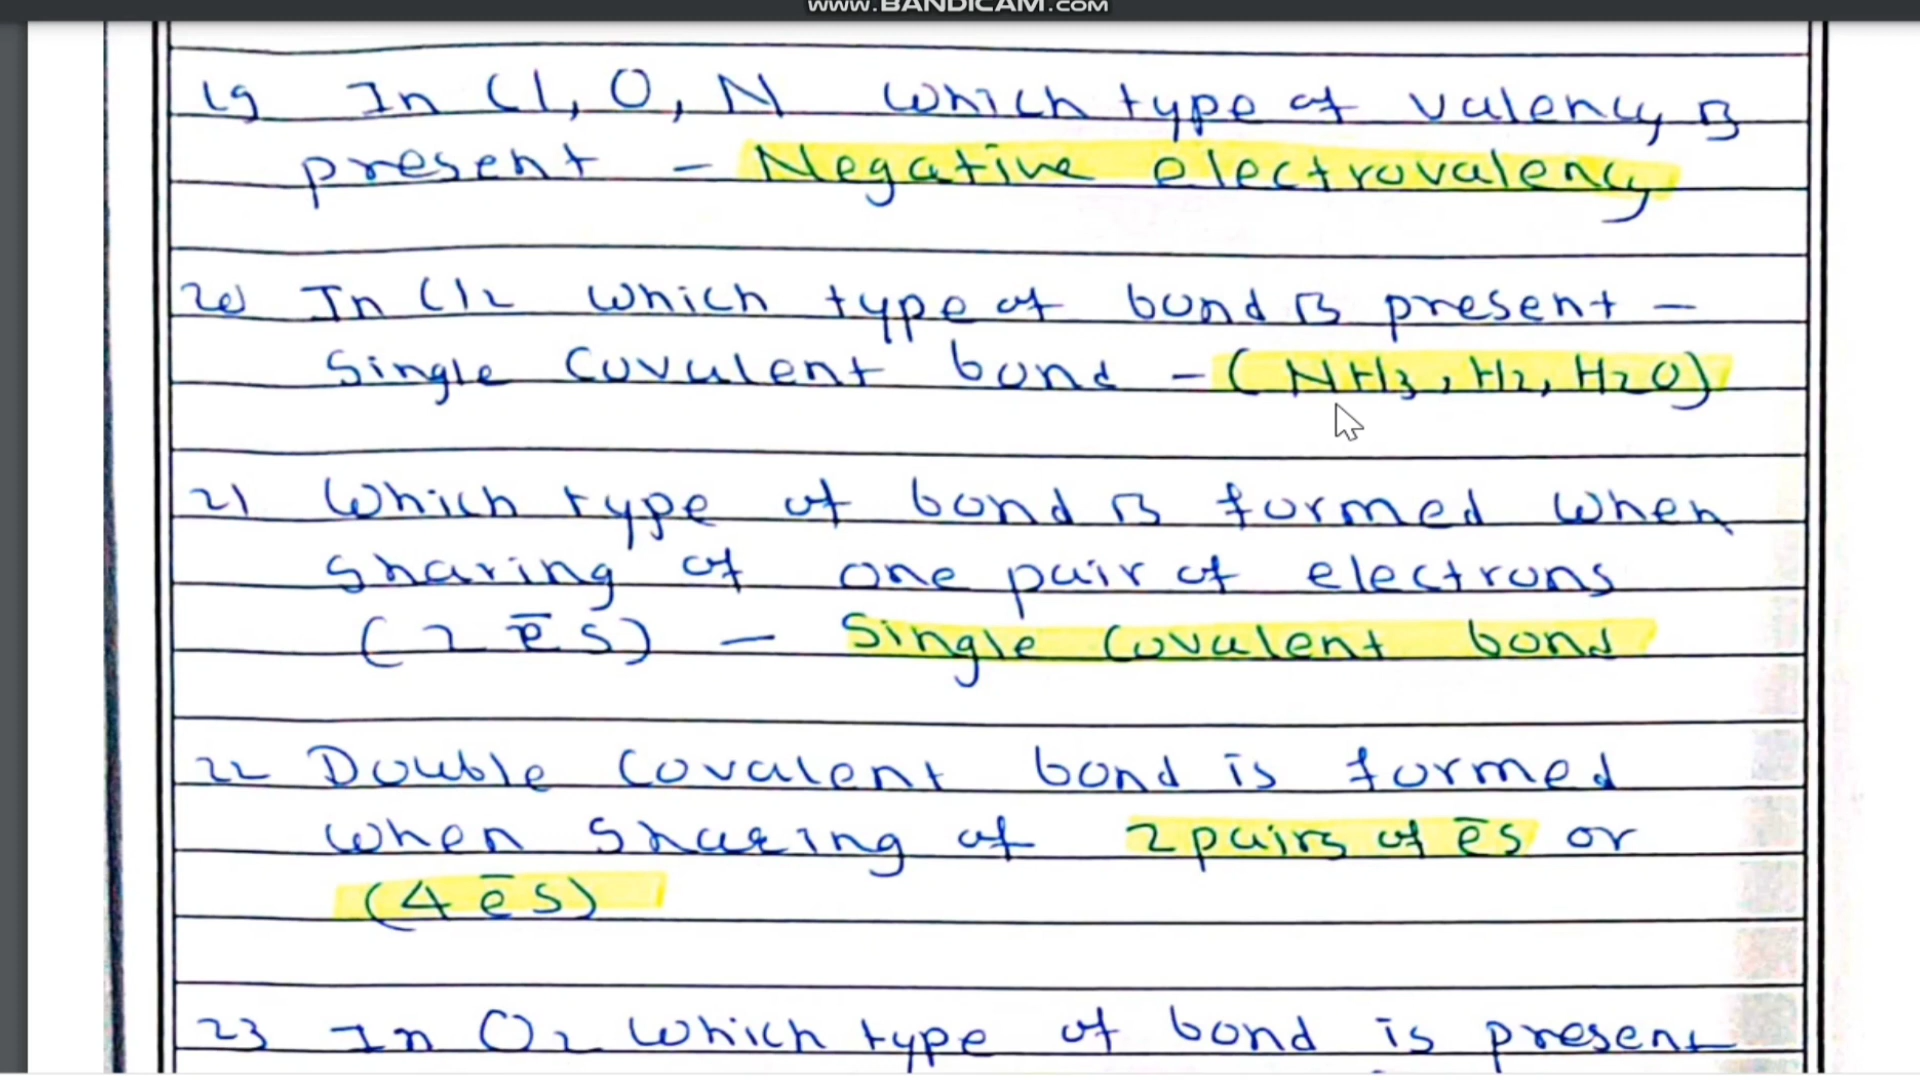 www.BANDICAM.com
19 In Cl, O, N which type of valency is
present - Negative electrovalency
20 In Cl2 which type of bond is present -
Single Covalent bond - (NH3, H2, H2O)
21 Which type of bond is formed when
sharing of one pair of electrons
(2 ēs) - Single Covalent bond
22 Double Covalent bond is formed
when sharing of 2 pairs of ēs or
(4 ēs)
23 In O2 which type of bond is present